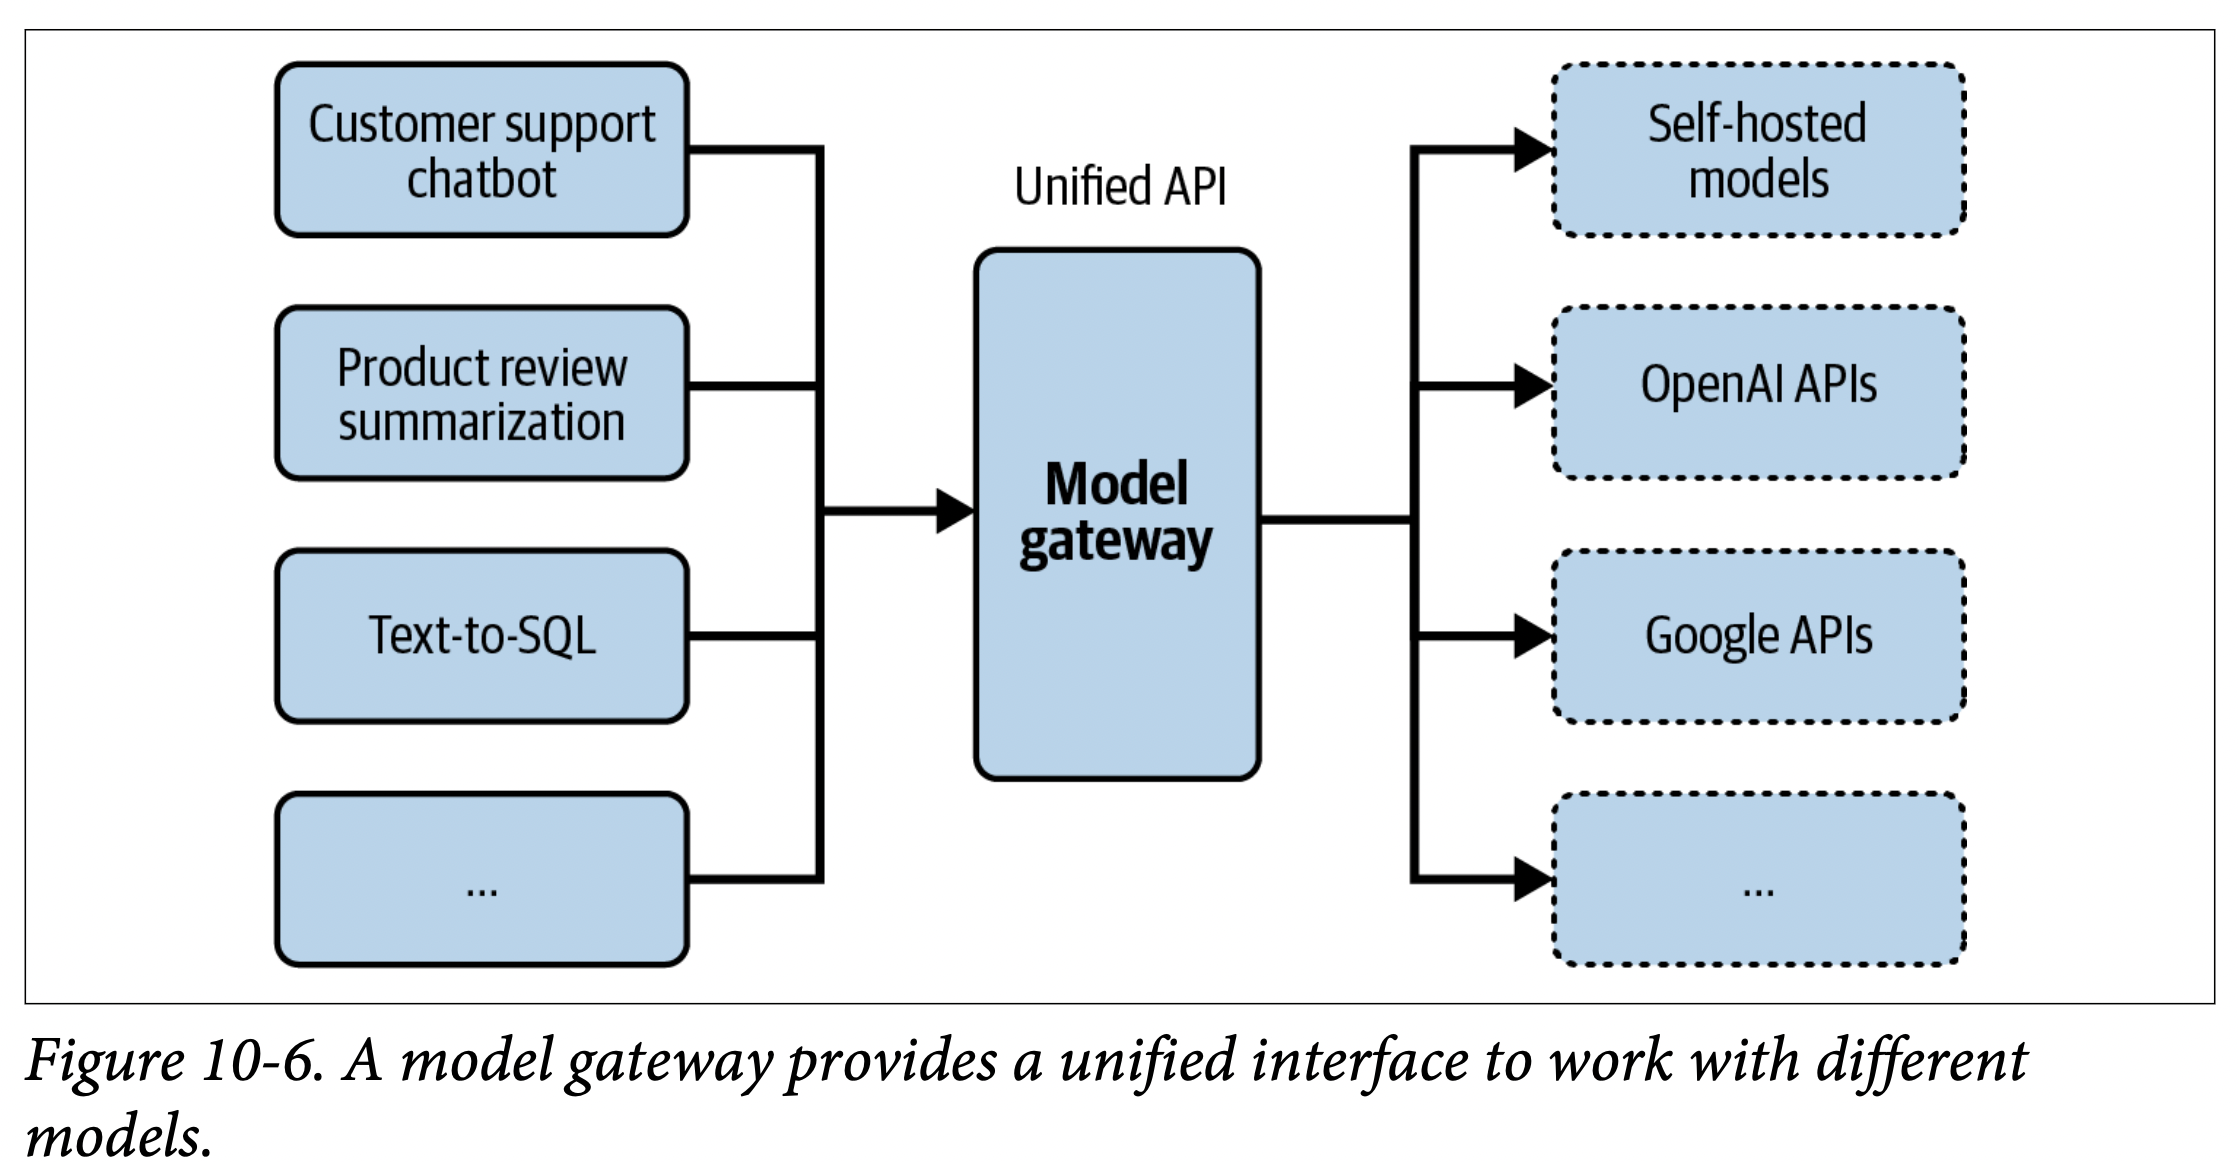 Customer support
chatbot
Product review
summarization
Text-to-SQL
...
Unified API
Model
gateway
Self-hosted
models
OpenAI APIs
Google APIs
...
Figure 10-6. A model gateway provides a unified interface to work with different
models.